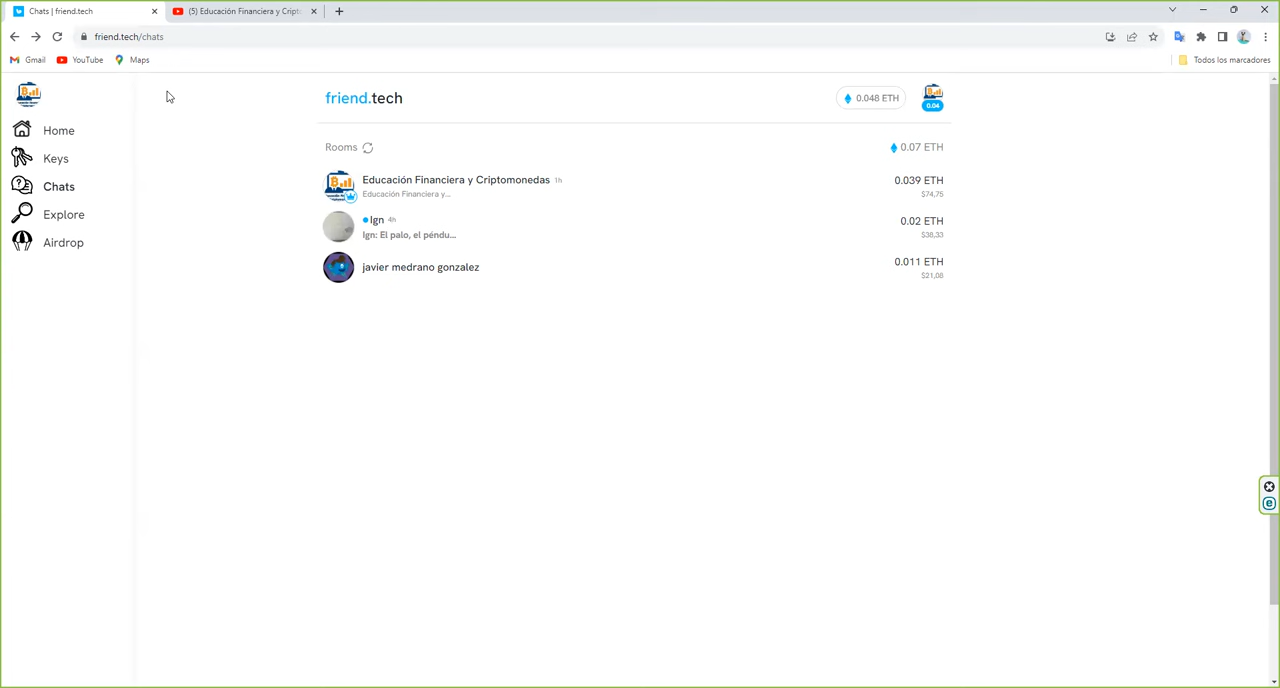 Chats | friend.tech
(5) Educación Financiera y Cript
friend.tech/chats
Gmail
YouTube
Maps
Todos los marcadores
Home
Keys
Chats
Explore
Airdrop
friend.tech
0.048 ETH
0.04
Rooms
0.07 ETH
Educación Financiera y Criptomonedas 1h
Educación Financiera y...
0.039 ETH
$74,75
Ign 4h
Ign: El palo, el péndu...
0.02 ETH
$38,33
javier medrano gonzalez
0.011 ETH
$21,08